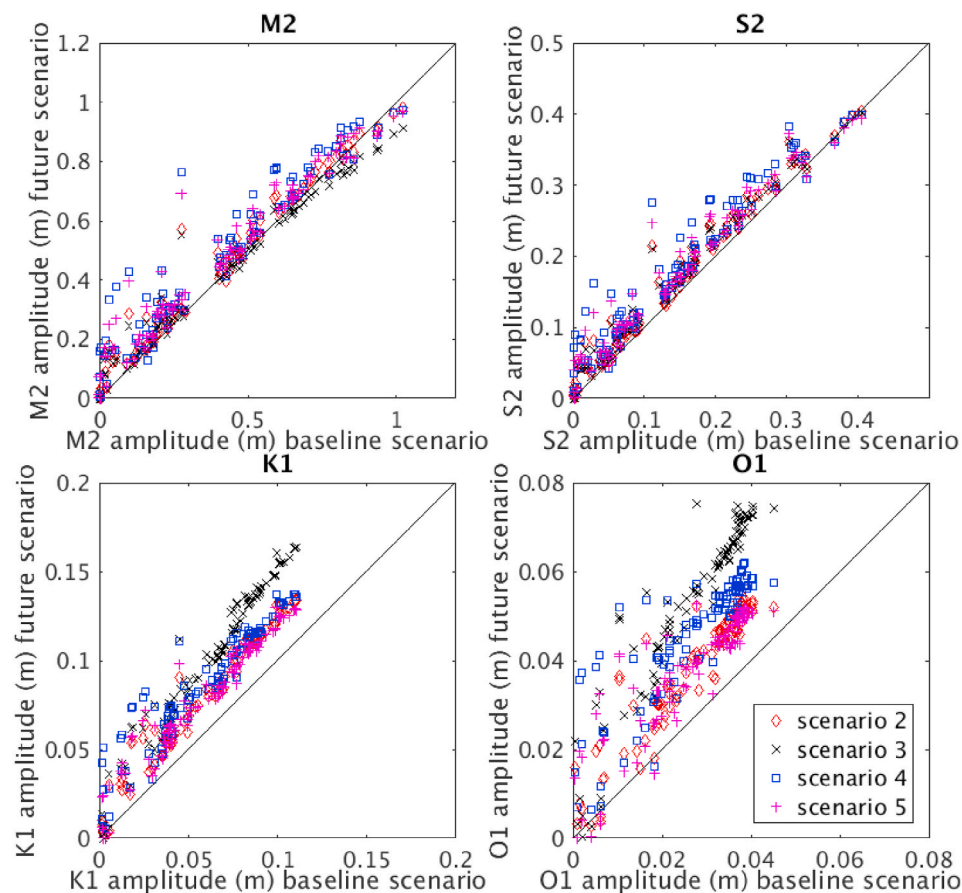 M2
M2 amplitude (m) future scenario
1.2
1
0.8
0.6
0.4
0.2
0
0
0.5
1
M2 amplitude (m) baseline scenario
S2
S2 amplitude (m) future scenario
0.5
0.4
0.3
0.2
0.1
0
0
0.1
0.2
0.3
0.4
S2 amplitude (m) baseline scenario
K1
K1 amplitude (m) future scenario
0.2
0.15
0.1
0.05
0
0
0.05
0.1
0.15
0.2
K1 amplitude (m) baseline scenario
O1
O1 amplitude (m) future scenario
0.08
0.06
0.04
0.02
0
0
0.02
0.04
0.06
0.08
O1 amplitude (m) baseline scenario
scenario 2
scenario 3
scenario 4
scenario 5